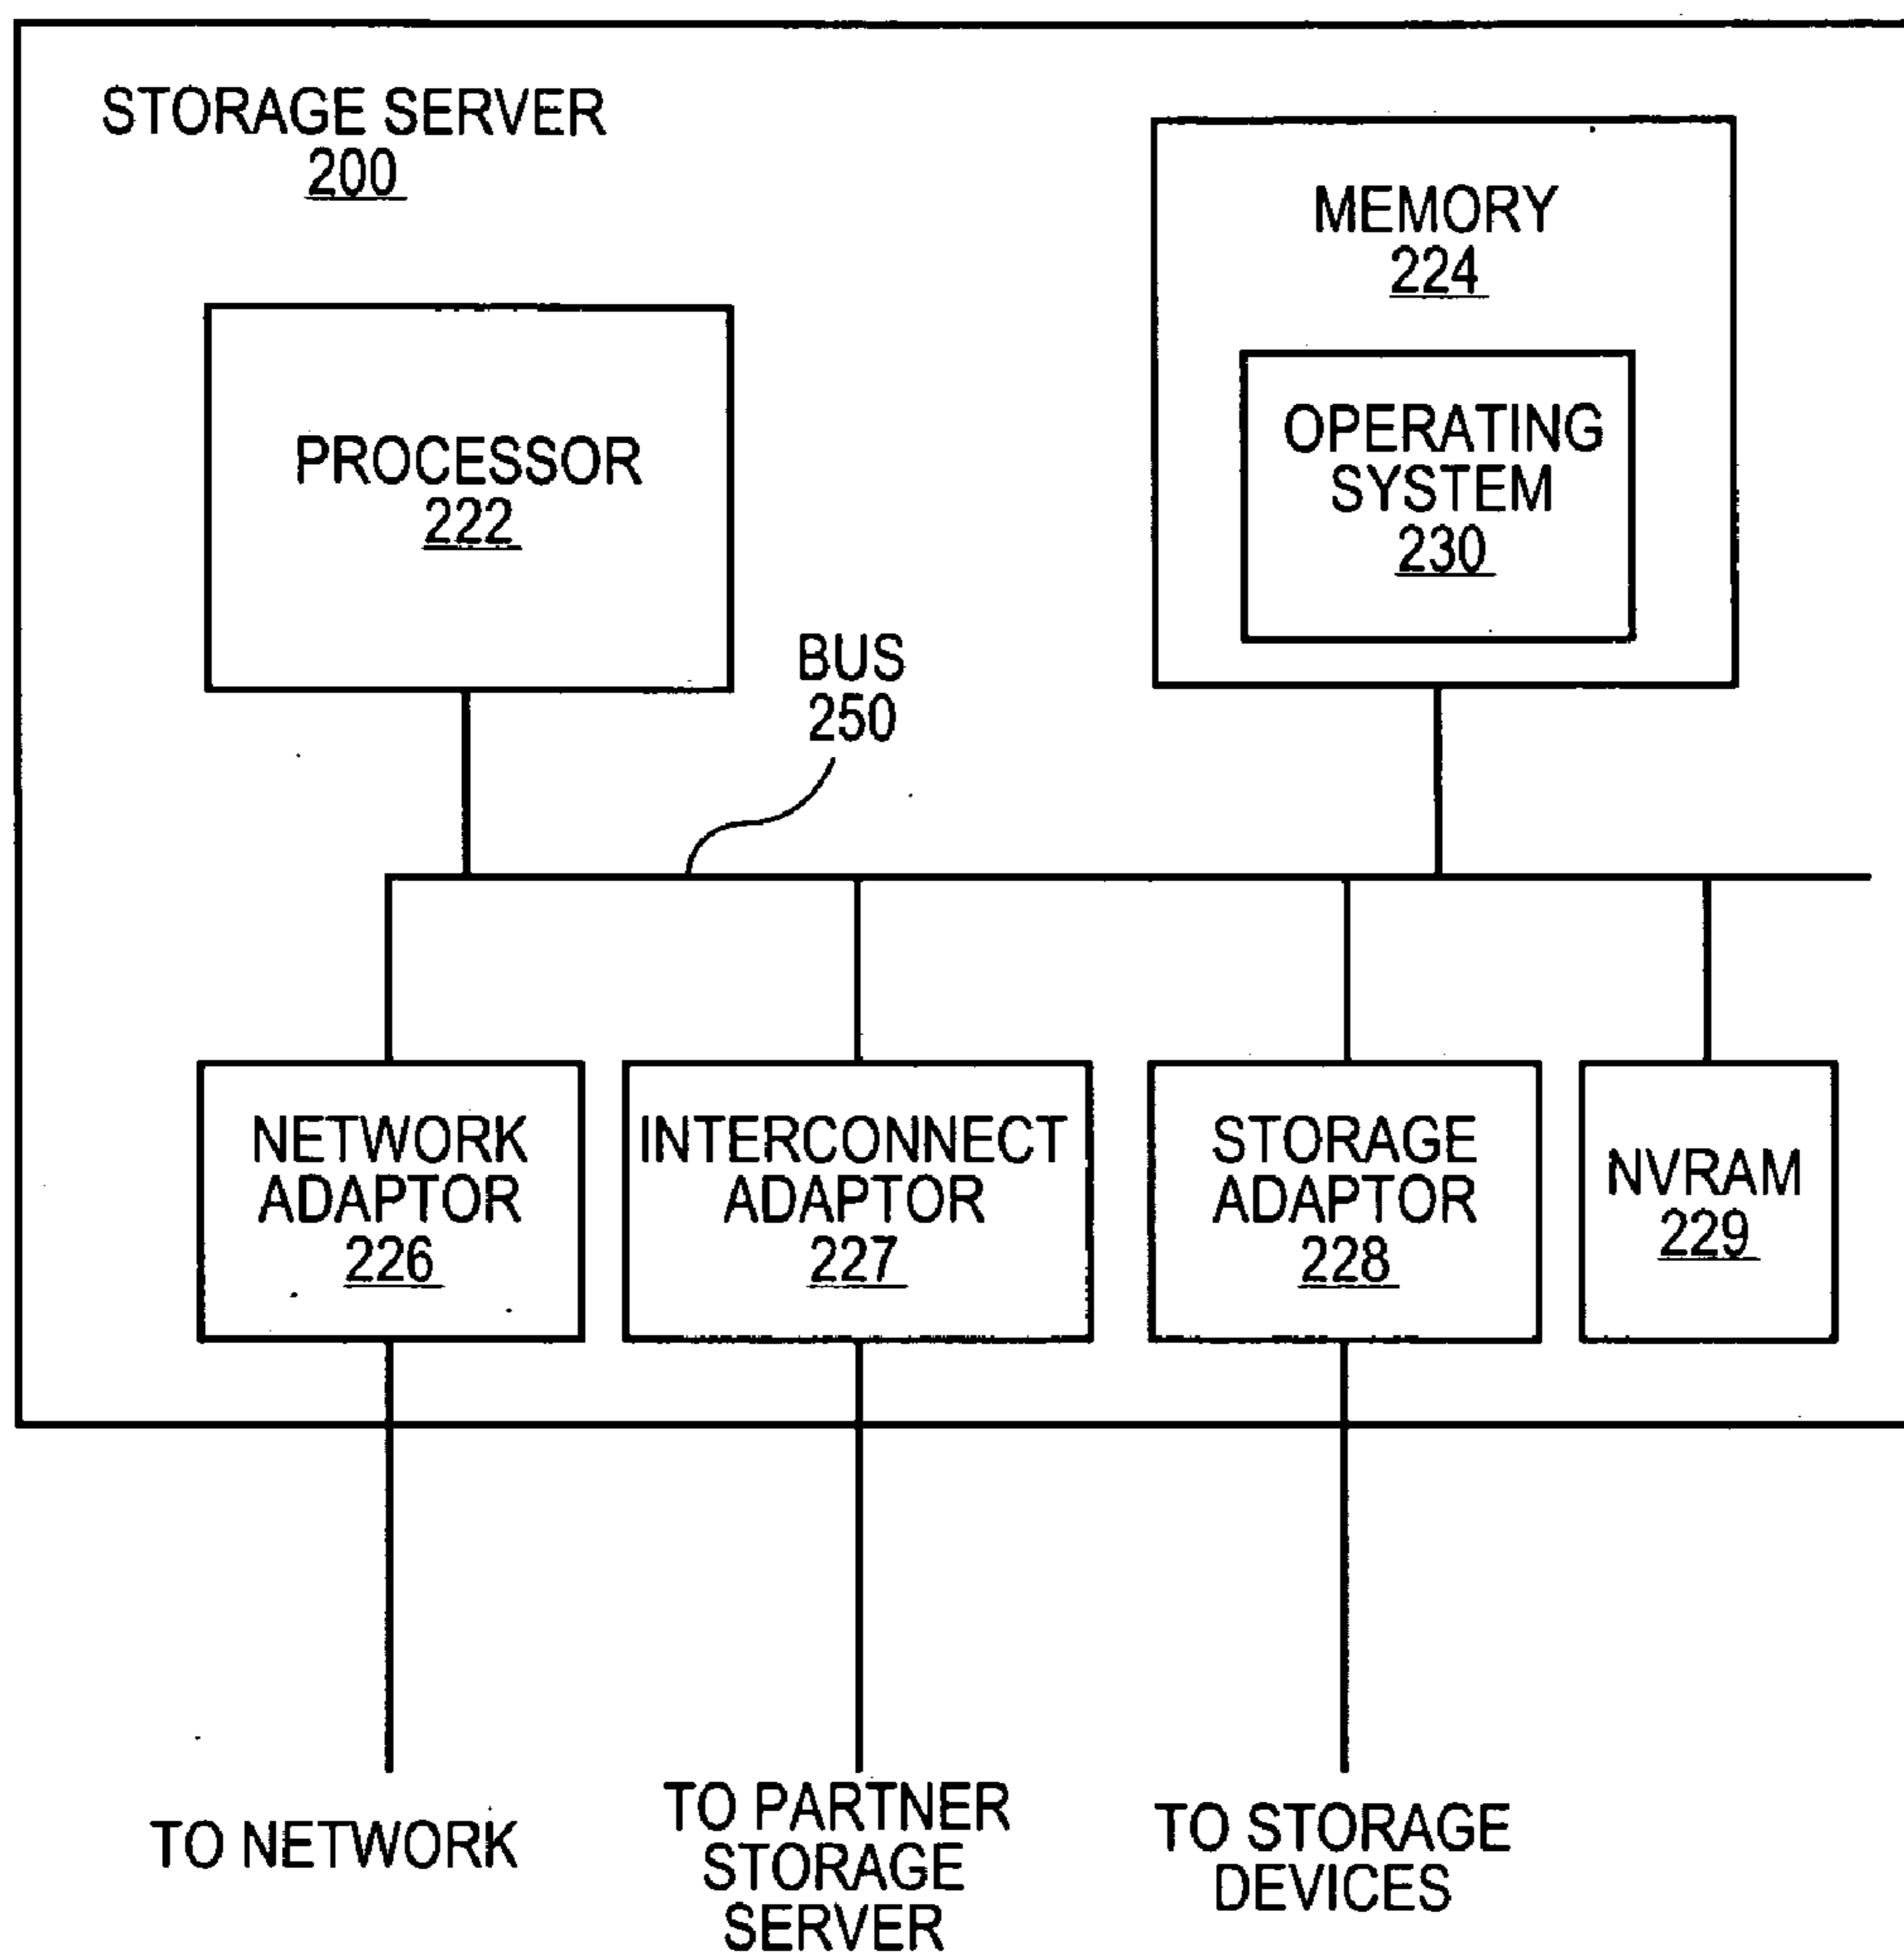 STORAGE SERVER
200
MEMORY
224
OPERATING
SYSTEM
230
PROCESSOR
222
BUS
250
NETWORK
ADAPTOR
226
INTERCONNECT
ADAPTOR
227
STORAGE
ADAPTOR
228
NVRAM
229
TO NETWORK
TO PARTNER
STORAGE
SERVER
TO STORAGE
DEVICES